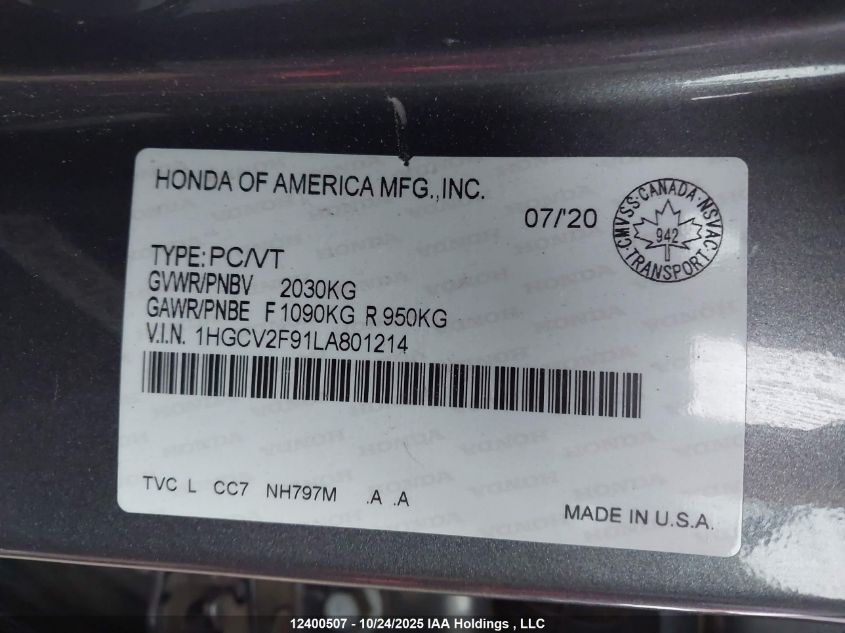 HONDA OF AMERICA MFG.,INC.
07/'20
CMVSS·CANADA·NSVAC
942
TRANSPORT
TYPE: PC/VT
GVWR/PNBV 2030KG
GAWR/PNBE F 1090KG R 950KG
V.I.N. 1HGCV2F91LA801214
TVC L CC7 NH797M .A .A
MADE IN U.S.A.
12400507 - 10/24/2025 IAA Holdings , LLC